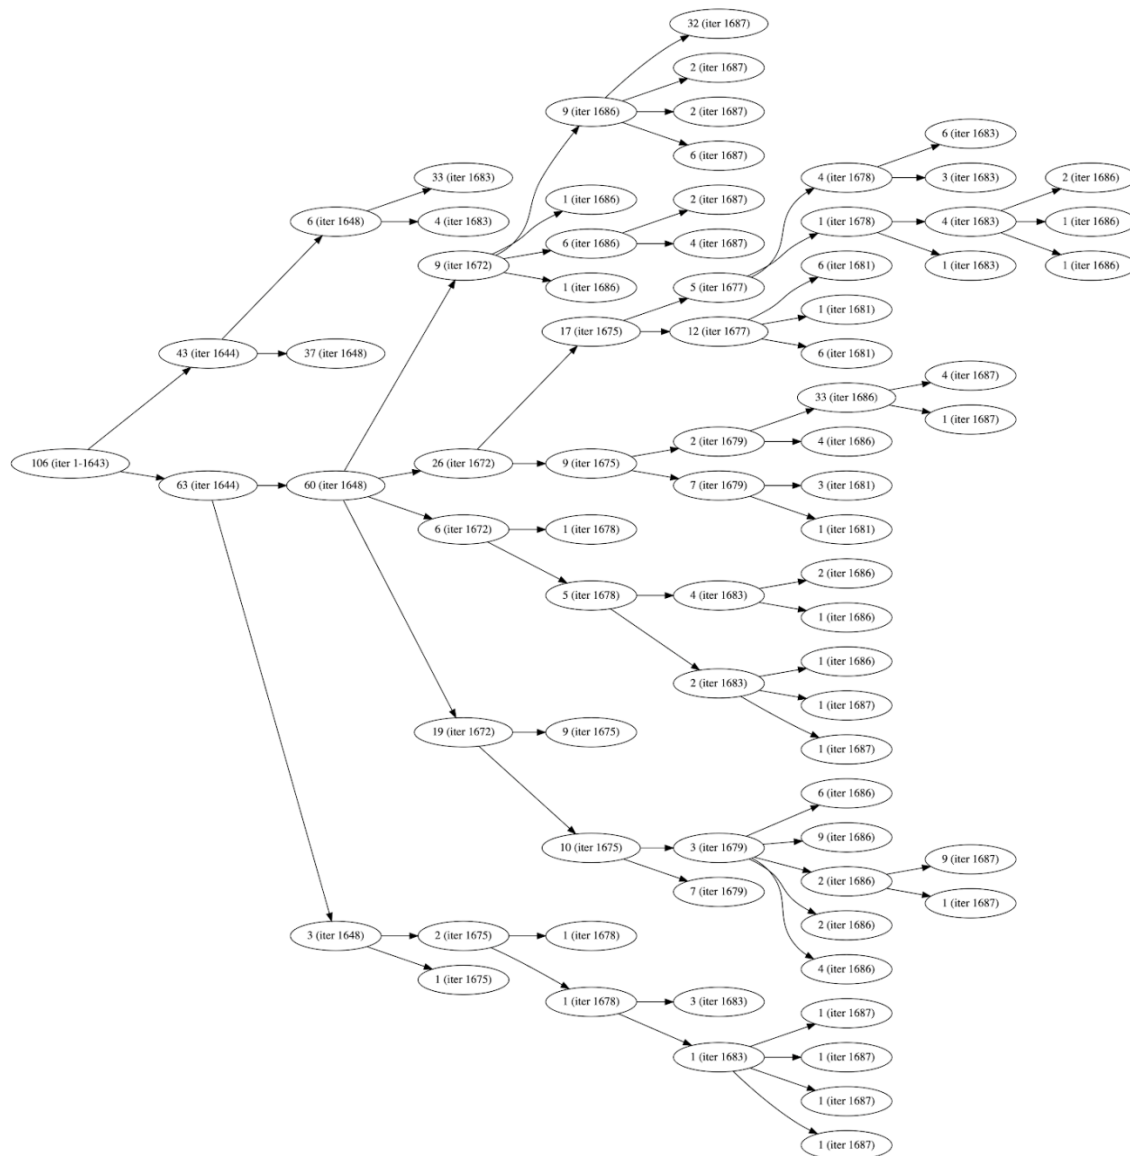 32 (iter 1687)
2 (iter 1687)
9 (iter 1686)
2 (iter 1687)
6 (iter 1683)
6 (iter 1687)
33 (iter 1683)
4 (iter 1678)
3 (iter 1683)
2 (iter 1686)
1 (iter 1686)
2 (iter 1687)
6 (iter 1648)
4 (iter 1683)
1 (iter 1678)
4 (iter 1683)
1 (iter 1686)
6 (iter 1686)
4 (iter 1687)
9 (iter 1672)
6 (iter 1681)
1 (iter 1683)
1 (iter 1686)
1 (iter 1686)
5 (iter 1677)
1 (iter 1681)
17 (iter 1675)
12 (iter 1677)
43 (iter 1644)
37 (iter 1648)
6 (iter 1681)
4 (iter 1687)
33 (iter 1686)
1 (iter 1687)
2 (iter 1679)
4 (iter 1686)
106 (iter 1-1643)
26 (iter 1672)
9 (iter 1675)
63 (iter 1644)
60 (iter 1648)
7 (iter 1679)
3 (iter 1681)
6 (iter 1672)
1 (iter 1678)
1 (iter 1681)
2 (iter 1686)
5 (iter 1678)
4 (iter 1683)
1 (iter 1686)
1 (iter 1686)
2 (iter 1683)
1 (iter 1687)
19 (iter 1672)
9 (iter 1675)
1 (iter 1687)
6 (iter 1686)
9 (iter 1686)
10 (iter 1675)
3 (iter 1679)
9 (iter 1687)
2 (iter 1686)
7 (iter 1679)
1 (iter 1687)
2 (iter 1686)
3 (iter 1648)
2 (iter 1675)
1 (iter 1678)
4 (iter 1686)
1 (iter 1675)
1 (iter 1678)
3 (iter 1683)
1 (iter 1687)
1 (iter 1683)
1 (iter 1687)
1 (iter 1687)
1 (iter 1687)